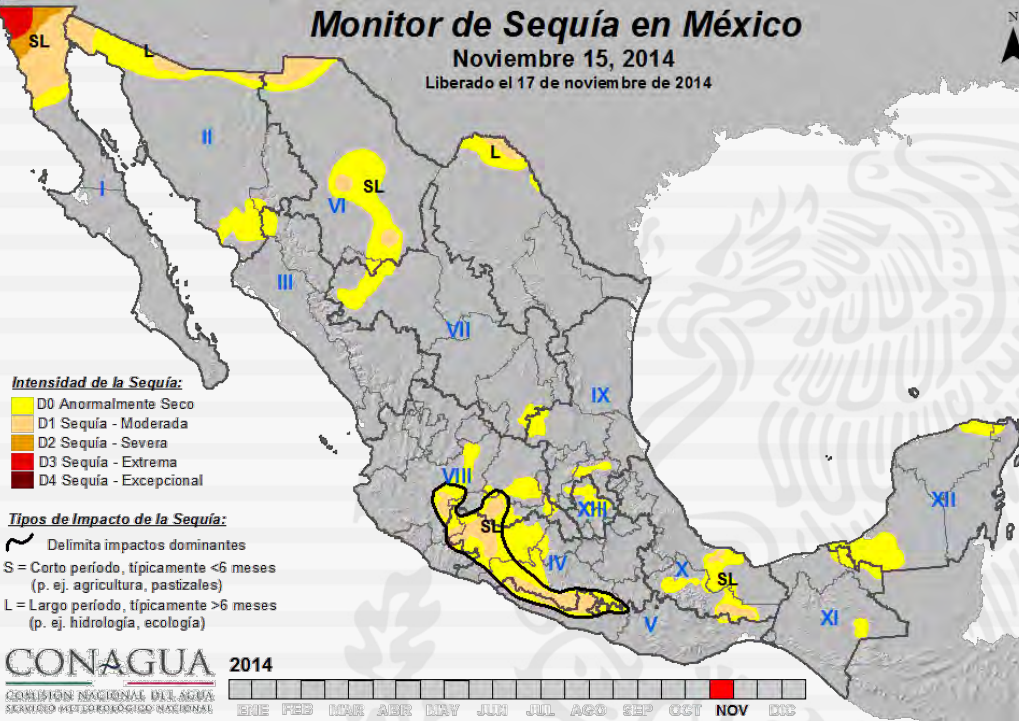 Monitor de Sequía en México
Noviembre 15, 2014
Liberado el 17 de noviembre de 2014
N
SL
L
L
II
I
SL
VI
III
VII
IX
VIII
XIII
SL
IV
X
SL
V
XI
XII
Intensidad de la Sequía:
D0 Anormalmente Seco
D1 Sequía - Moderada
D2 Sequía - Severa
D3 Sequía - Extrema
D4 Sequía - Excepcional
Tipos de Impacto de la Sequía:
Delimita impactos dominantes
S = Corto período, típicamente <6 meses
(p. ej. agricultura, pastizales)
L = Largo período, típicamente >6 meses
(p. ej. hidrología, ecología)
CONAGUA
COMISIÓN NACIONAL DEL AGUA
SERVICIO METEOROLÓGICO NACIONAL
2014
ENE FEB MAR ABR MAY JUN JUL AGO SEP OCT NOV DIC